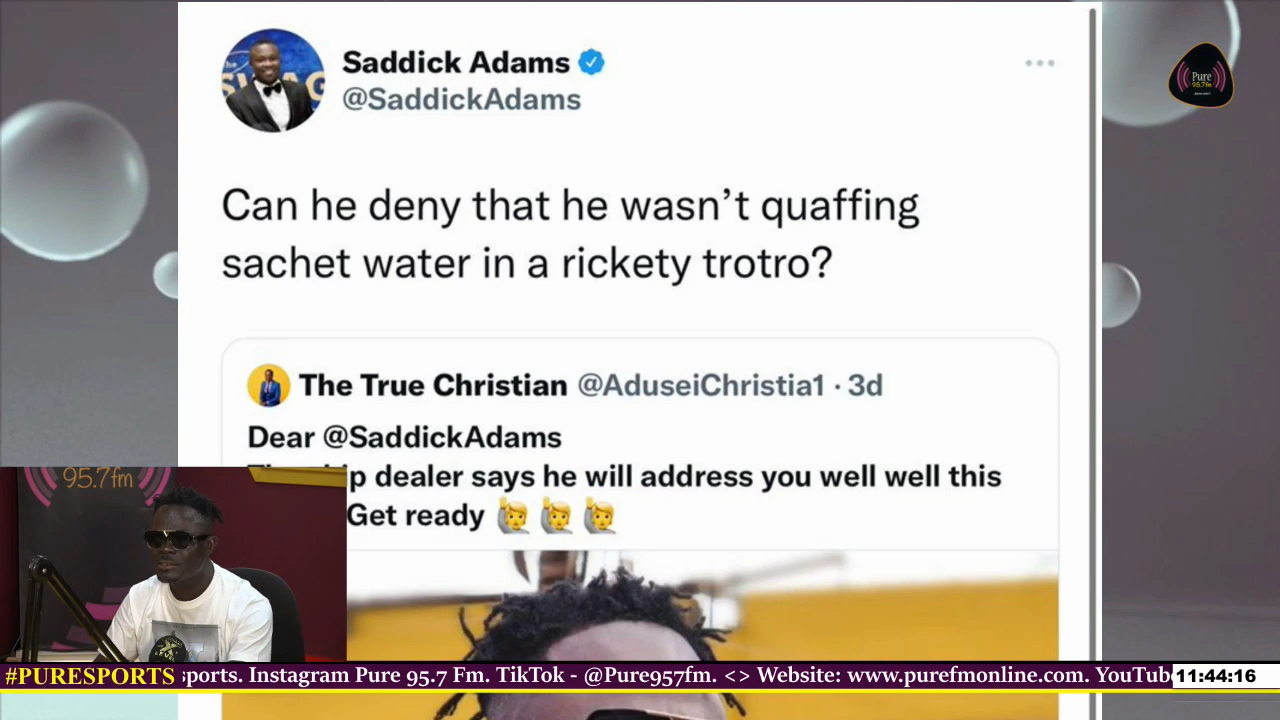 Saddick Adams
@SaddickAdams
Pure
95.7fm
Can he deny that he wasn't quaffing
sachet water in a rickety trotro?
The True Christian @AduseiChristia1 · 3d
Dear @SaddickAdams
dealer says he will address you well well this
Get ready
95.7fm
#PURESPORTS
sports. Instagram Pure 95.7 Fm. TikTok - @Pure957fm. <> Website: www.purefmonline.com. YouTub
11:44:16